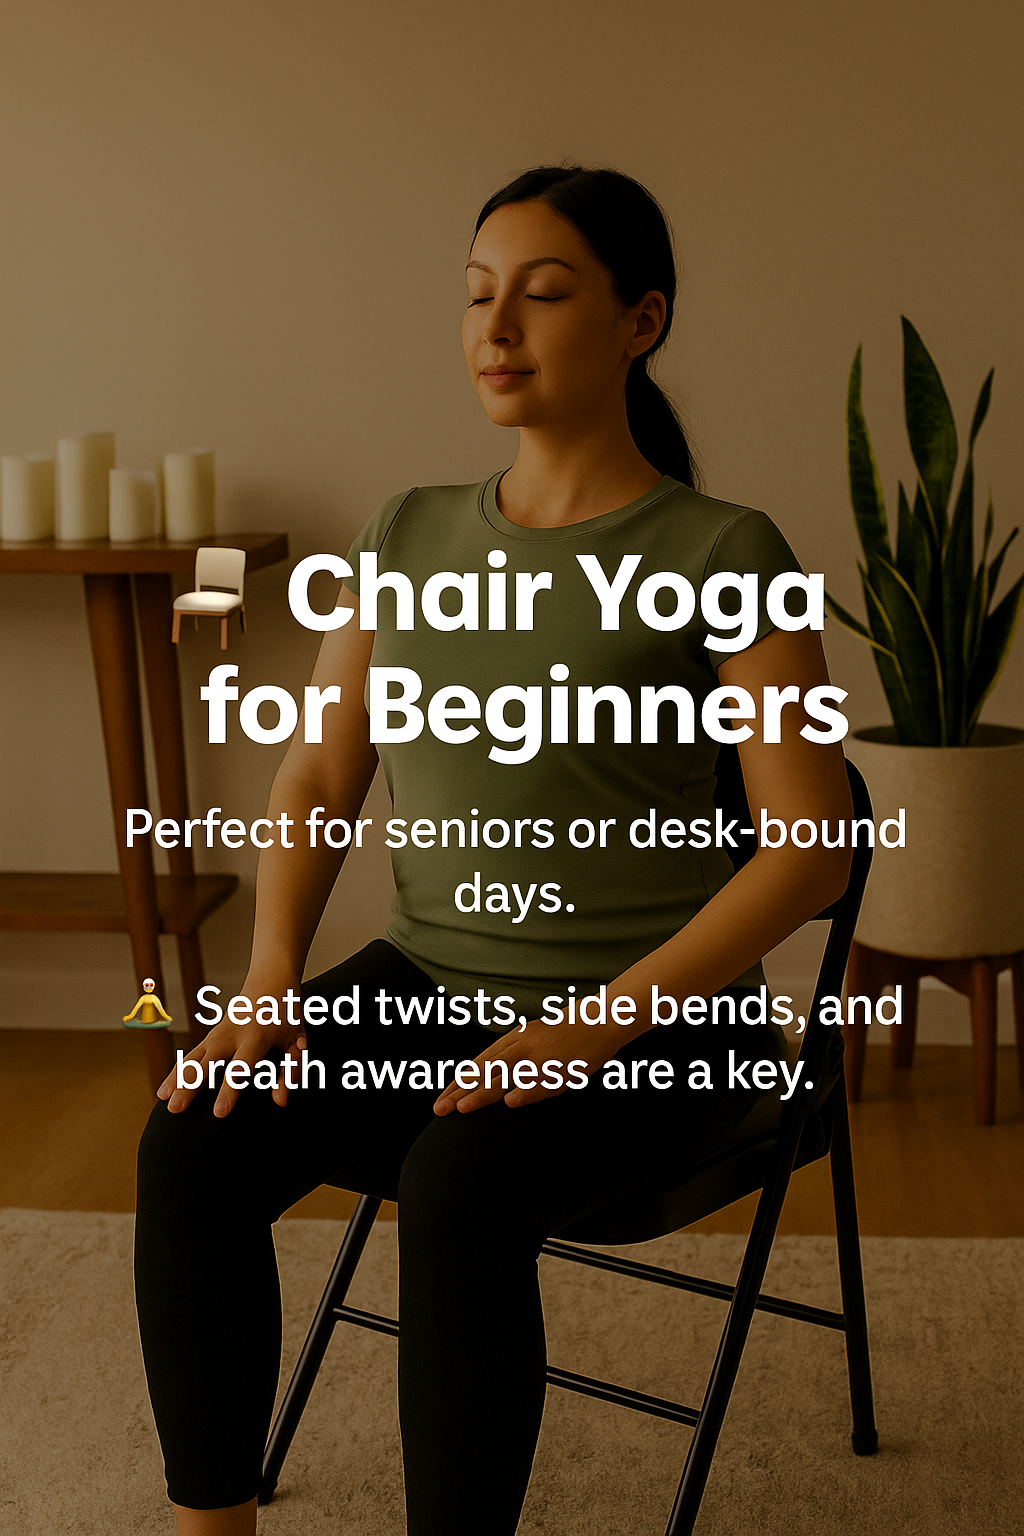 🪑 Chair Yoga
for Beginners
Perfect for seniors or desk-bound
days.
🧘 Seated twists, side bends, and
breath awareness are a key.